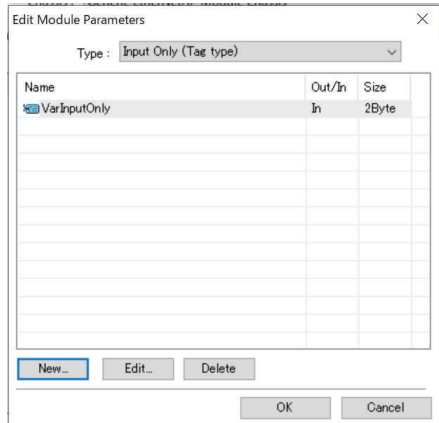 Edit Module Parameters
Type : Input Only (Tag type)
Name Out/In Size
VarInputOnly In 2Byte
New... Edit... Delete
OK Cancel